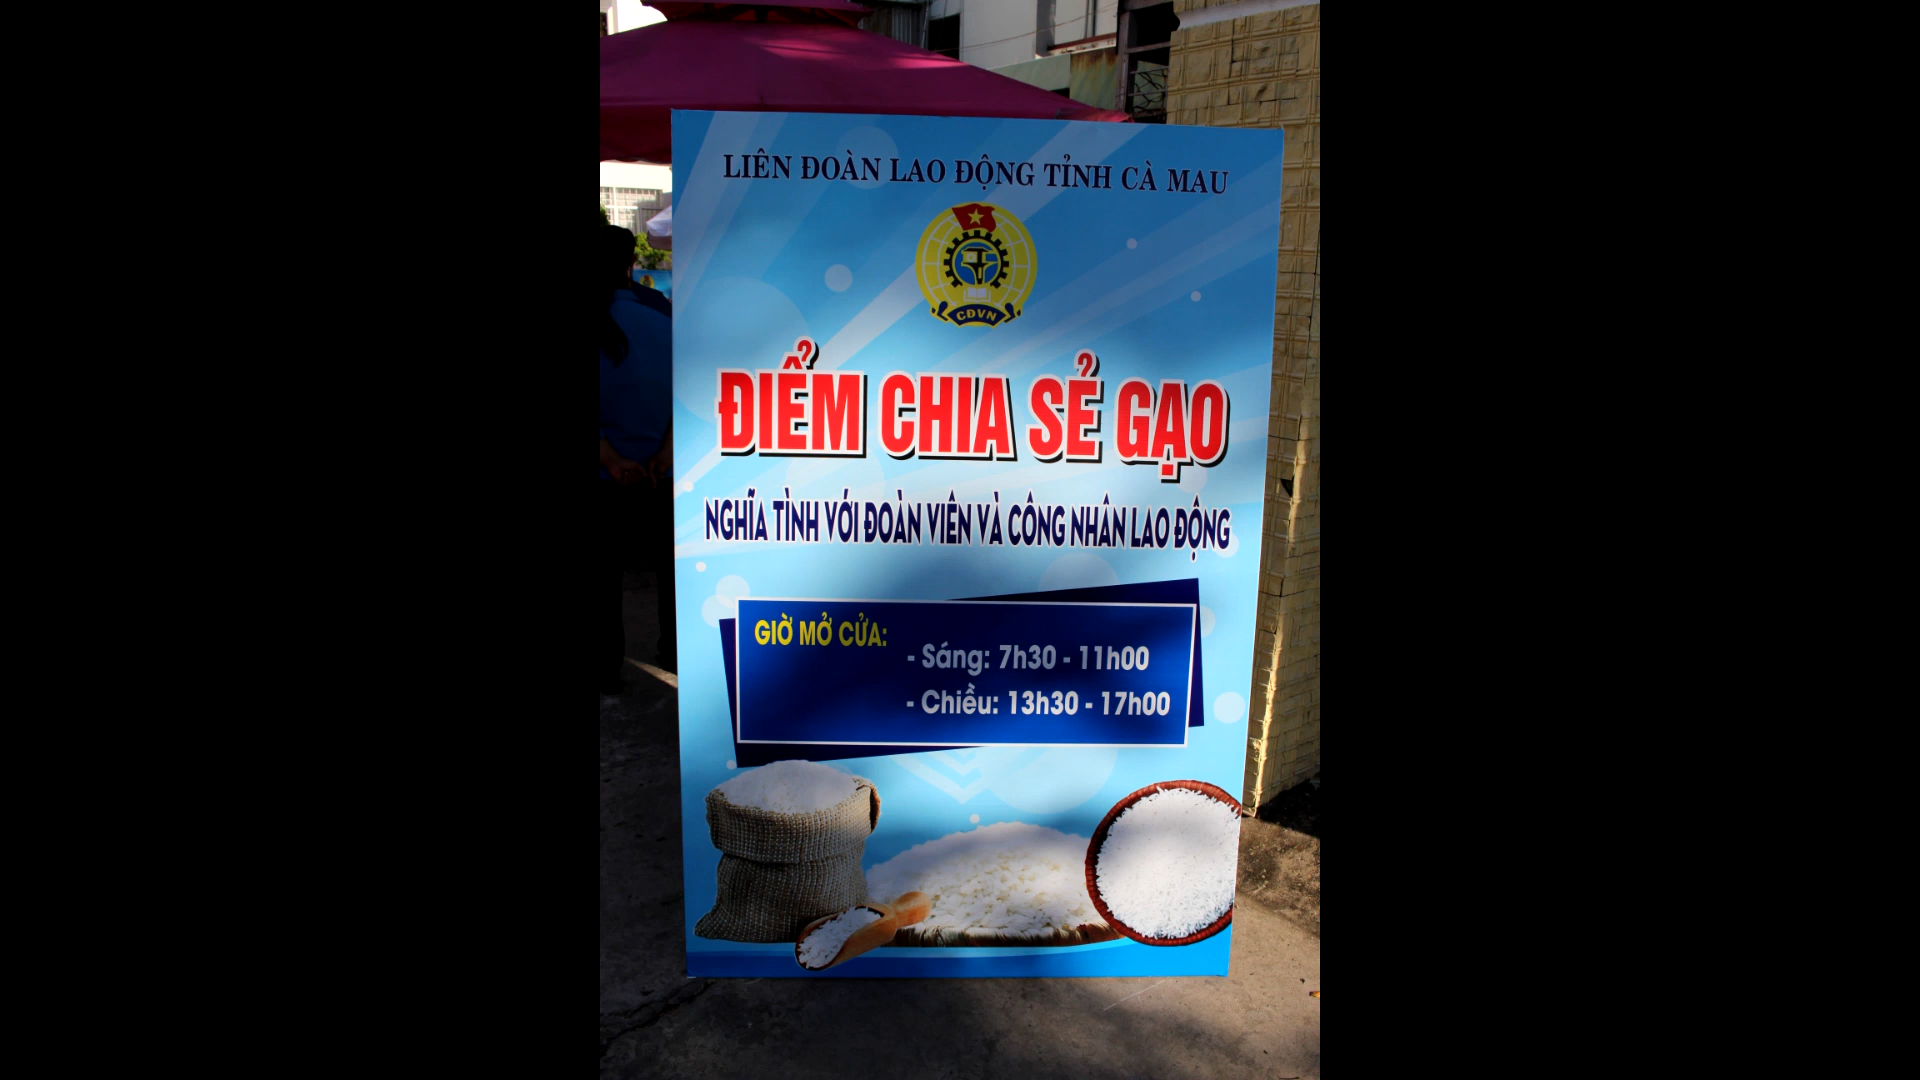 LIÊN ĐOÀN LAO ĐỘNG TỈNH CÀ MAU
CĐVN
ĐIỂM CHIA SẺ GẠO
NGHĨA TÌNH VỚI ĐOÀN VIÊN VÀ CÔNG NHÂN LAO ĐỘNG
GIỜ MỞ CỬA:
- Sáng: 7h30 - 11h00
- Chiều: 13h30 - 17h00